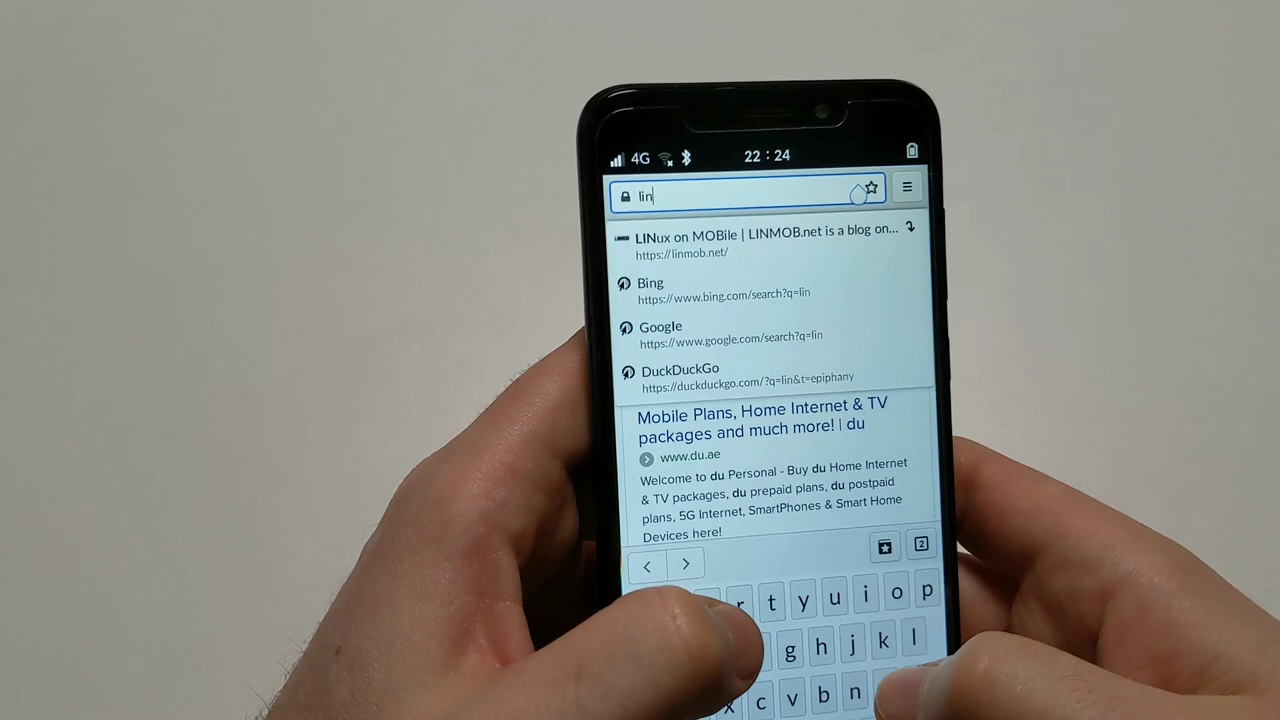 4G 22 : 24
lin
LINux on MOBile | LINMOB.net is a blog on...
https://linmob.net/
Bing
https://www.bing.com/search?q=lin
Google
https://www.google.com/search?q=lin
DuckDuckGo
https://duckduckgo.com/?q=lin&t=epiphany
Mobile Plans, Home Internet & TV
packages and much more! | du
www.du.ae
Welcome to du Personal - Buy du Home Internet
& TV packages, du prepaid plans, du postpaid
plans, 5G Internet, SmartPhones & Smart Home
Devices here!
2
r t y u i o p
g h j k l
x c v b n